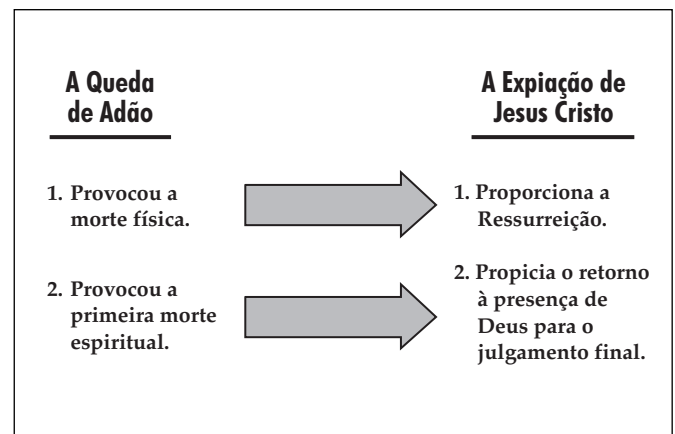 A Queda
de Adão
1. Provocou a
morte física.
2. Provocou a
primeira morte
espiritual.
A Expiação de
Jesus Cristo
1. Proporciona a
Ressurreição.
2. Propicia o retorno
à presença de
Deus para o
julgamento final.